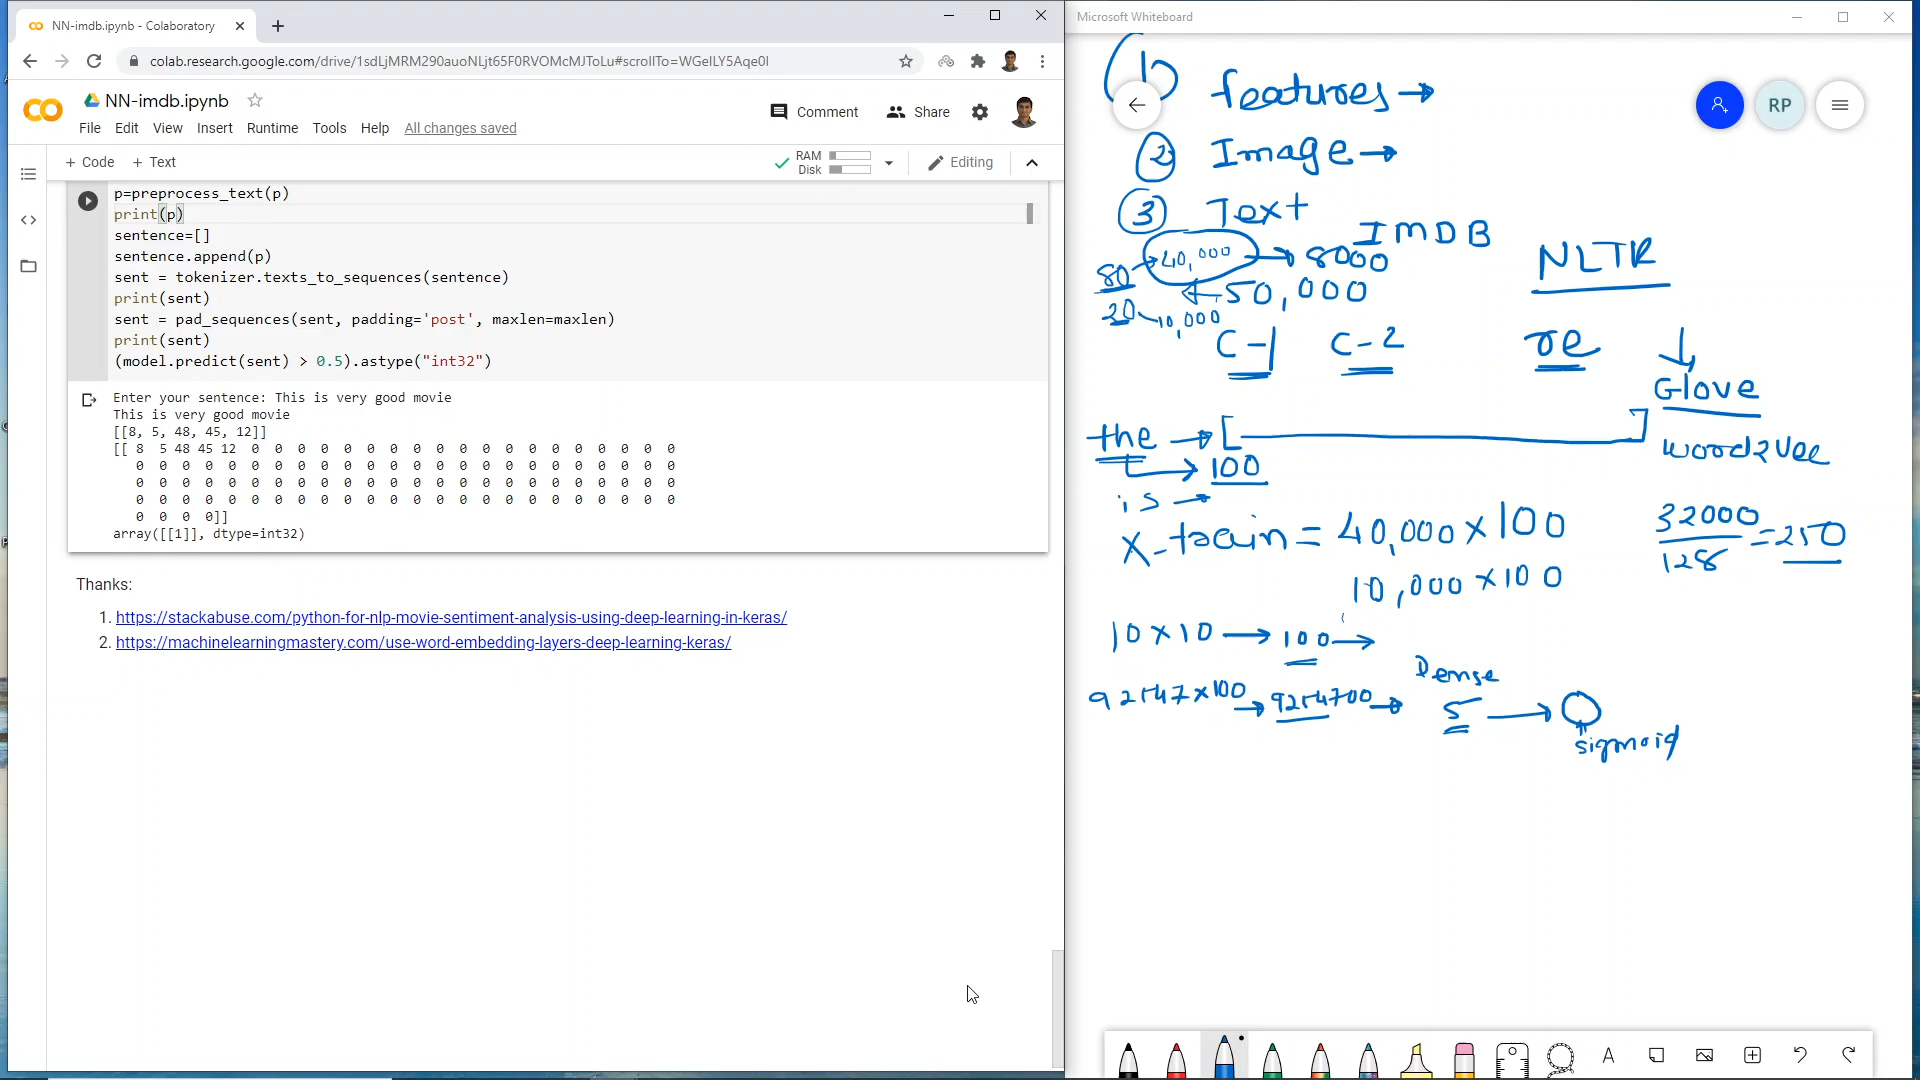 NN-imdb.ipynb - Colaboratory
colab.research.google.com/drive/1sdLjMRM290auoNLjt65F0RVOMcMJToLu#scrollTo=WGeILY5Aqe0I
NN-imdb.ipynb
File Edit View Insert Runtime Tools Help All changes saved
Comment Share
+ Code + Text
RAM
Disk
Editing
p=preprocess_text(p)
print(p)
sentence=[]
sentence.append(p)
sent = tokenizer.texts_to_sequences(sentence)
print(sent)
sent = pad_sequences(sent, padding='post', maxlen=maxlen)
print(sent)
(model.predict(sent) > 0.5).astype("int32")
Enter your sentence: This is very good movie
This is very good movie
[[8, 5, 48, 45, 12]]
[[ 8 5 48 45 12 0 0 0 0 0 0 0 0 0 0 0 0 0 0 0 0 0 0 0
0 0 0 0 0 0 0 0 0 0 0 0 0 0 0 0 0 0 0 0 0 0 0 0
0 0 0 0 0 0 0 0 0 0 0 0 0 0 0 0 0 0 0 0 0 0 0 0
0 0 0 0 0 0 0 0 0 0 0 0 0 0 0 0 0 0 0 0 0 0 0 0
0 0 0 0]]
array([[1]], dtype=int32)
Thanks:
1. https://stackabuse.com/python-for-nlp-movie-sentiment-analysis-using-deep-learning-in-keras/
2. https://machinelearningmastery.com/use-word-embedding-layers-deep-learning-keras/
Microsoft Whiteboard
RP
1 features →
2 Image →
3 Text
IMDB
80 → 40,000 → 8000
← 50,000
20 10,000
C-1 C-2
NLTK
re
↓
Glove
word2Vec
the → [ ]
→ 100
is →
X-train = 40,000 × 100
10,000 × 100
32000
128
= 250
10 × 10 → 100 →
92547 × 100 → 9254700 →
Dense
5 →
sigmoid